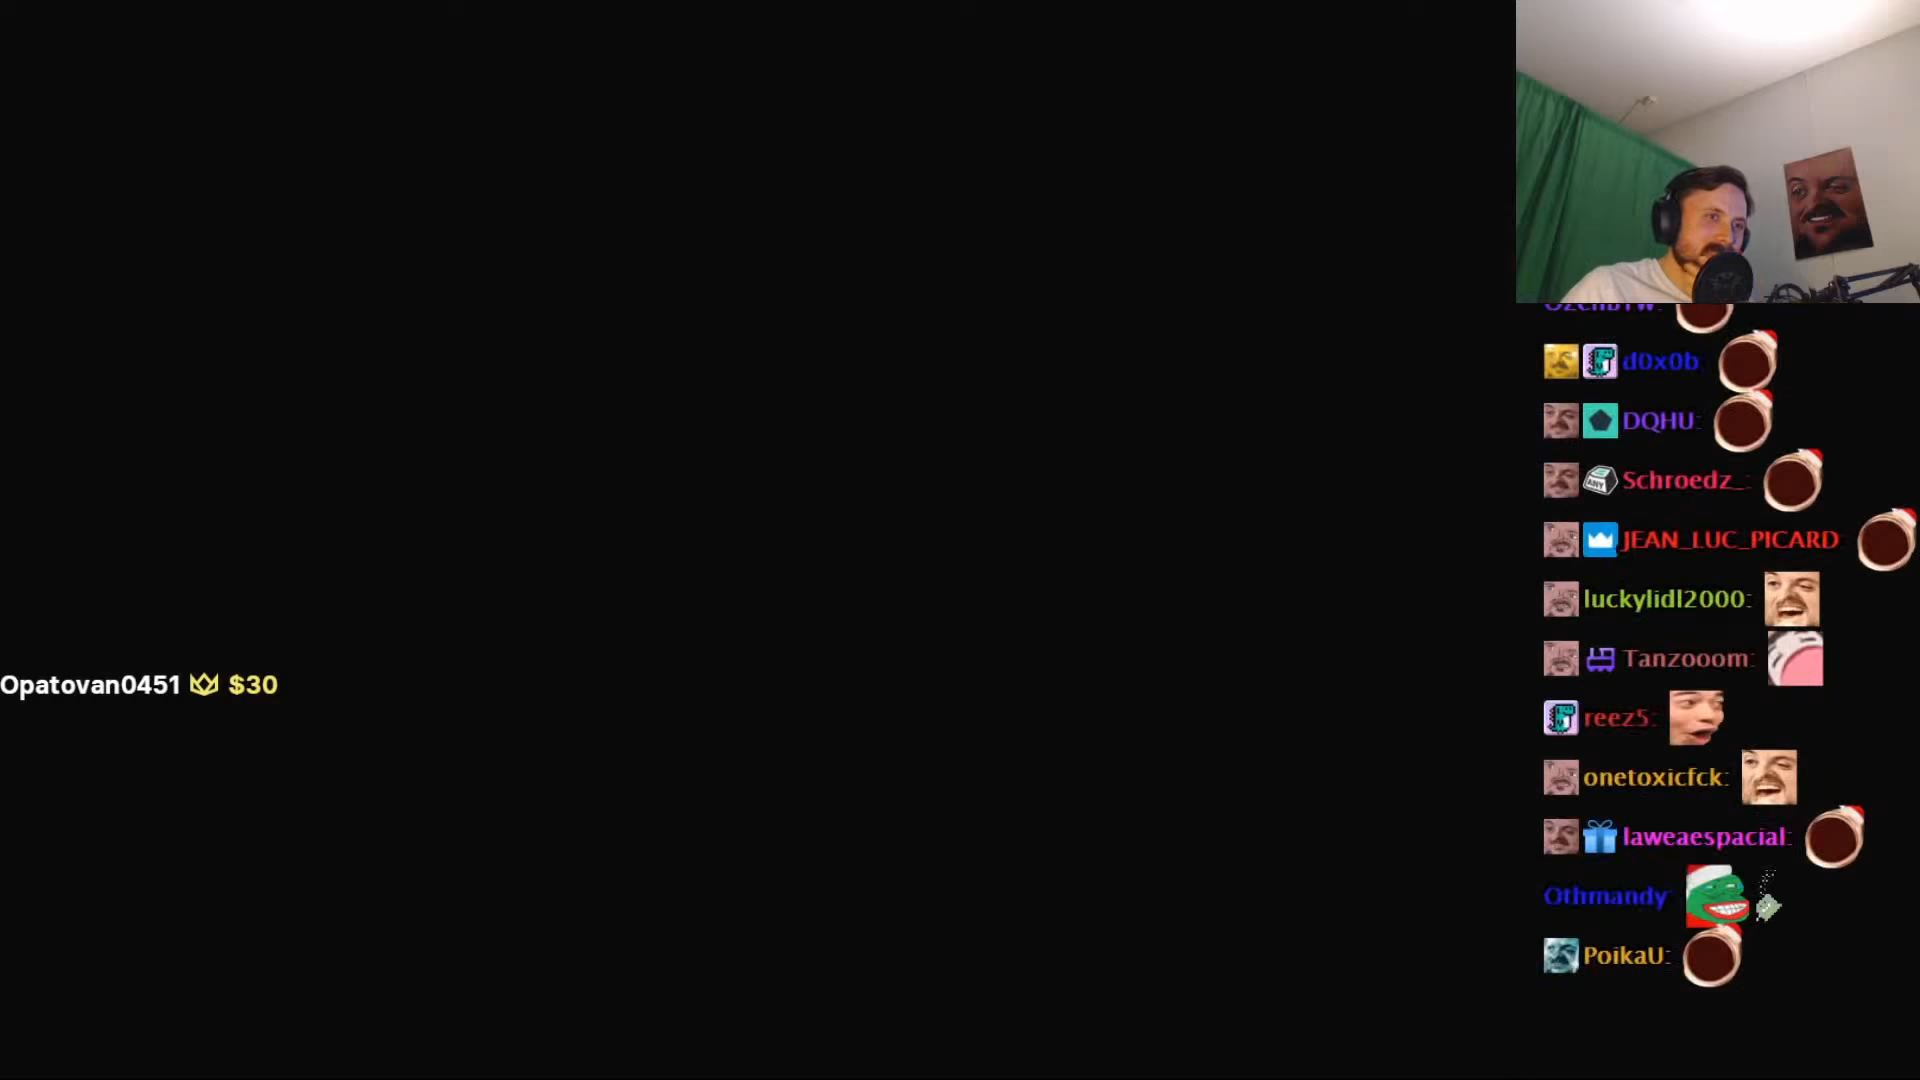 d0x0b
DQHU:
Schroedz_:
JEAN_LUC_PICARD
luckylidl2000:
Tanzooom:
reez5:
onetoxicfck:
Opatovan0451 $30
laweaespacial:
Othmandy
PoikaU: